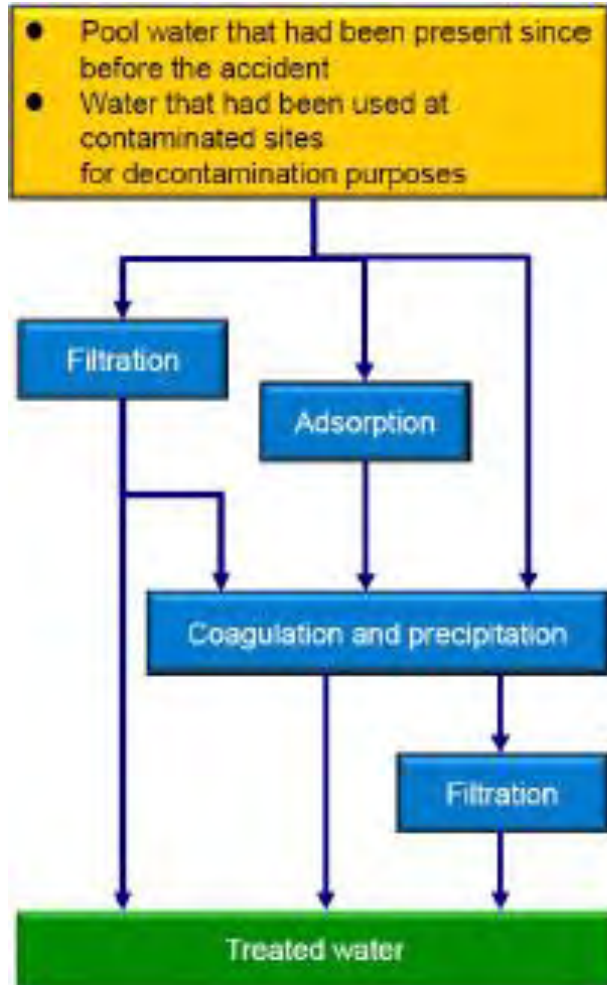 ● Pool water that had been present since
before the accident
● Water that had been used at
contaminated sites
for decontamination purposes
Filtration
Adsorption
Coagulation and precipitation
Filtration
Treated water